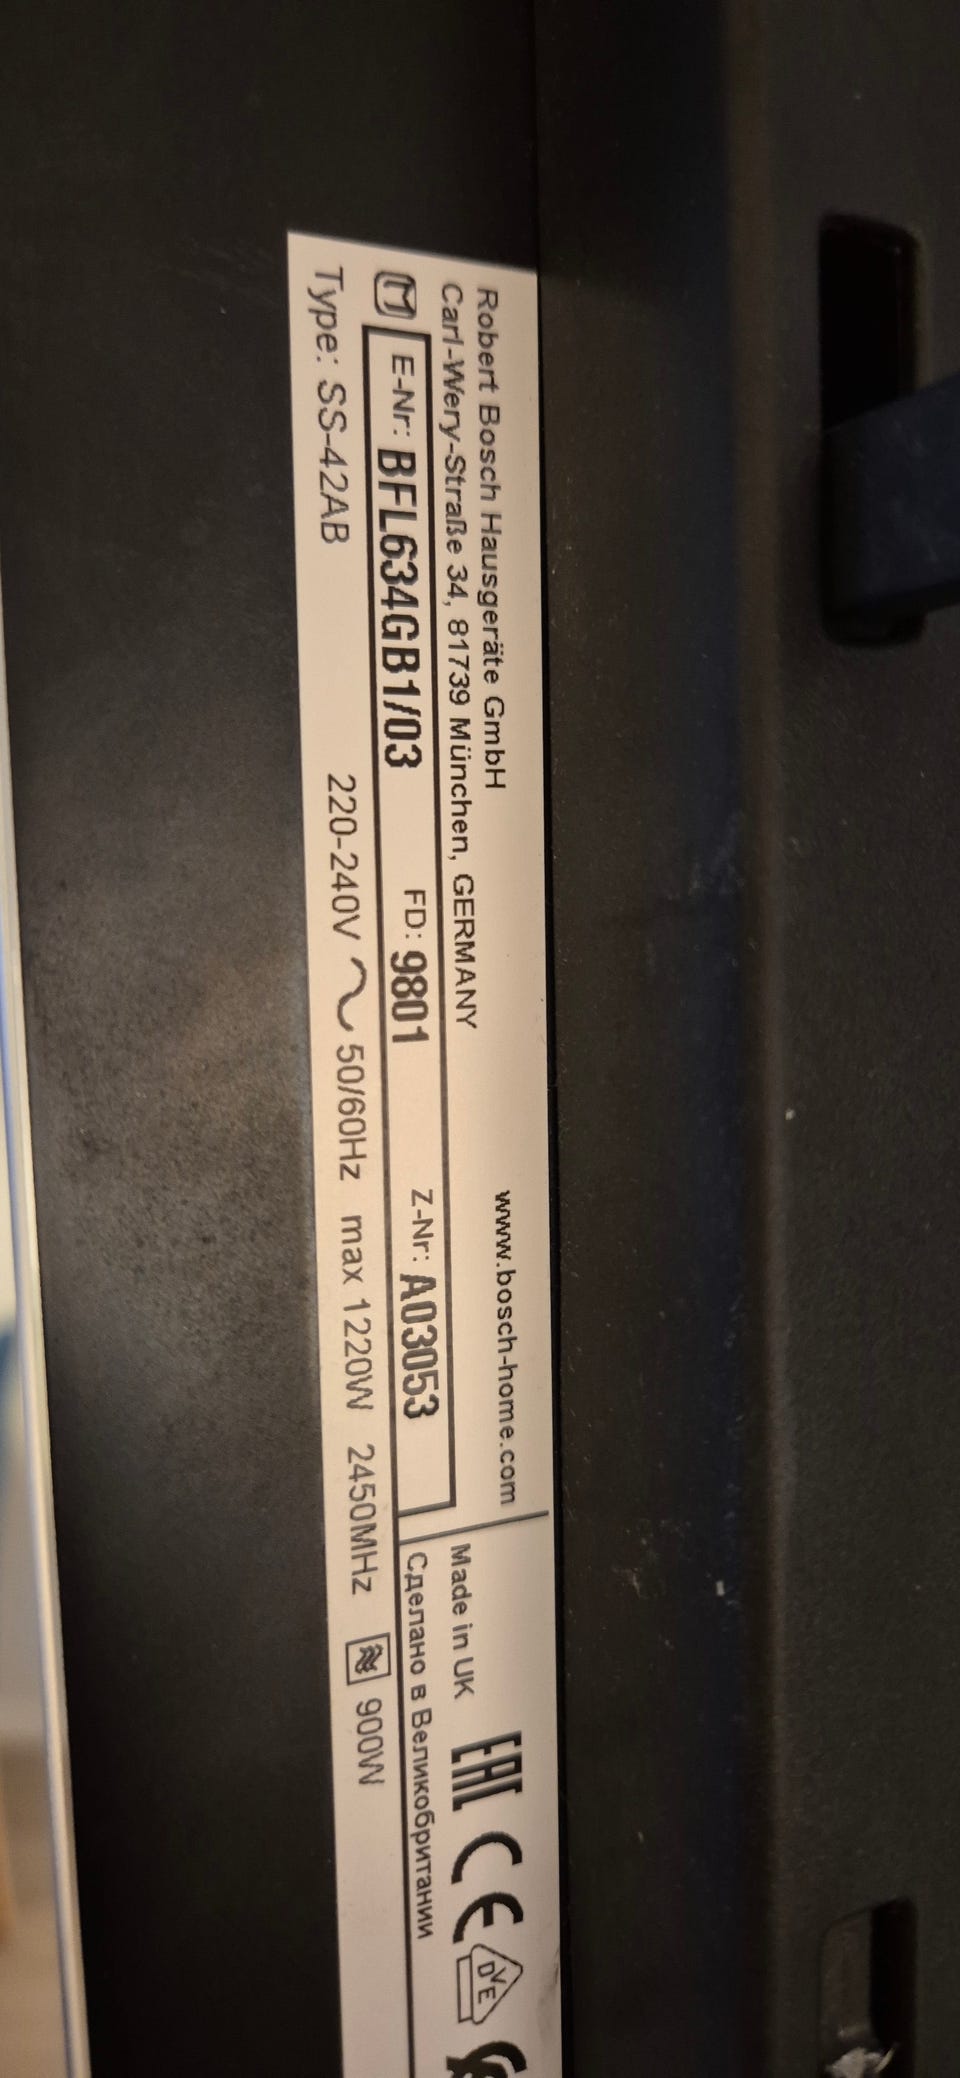 Robert Bosch Hausgeräte GmbH
www.bosch-home.com
Carl-Wery-Straße 34, 81739 München, GERMANY
Made in UK
EAC CE
DVE
E-Nr: BFL634GB1/03 FD: 9801 Z-Nr: A03053
Сделано в Великобритании
Type: SS-42AB 220-240V 50/60Hz max 1220W 2450MHz 900W